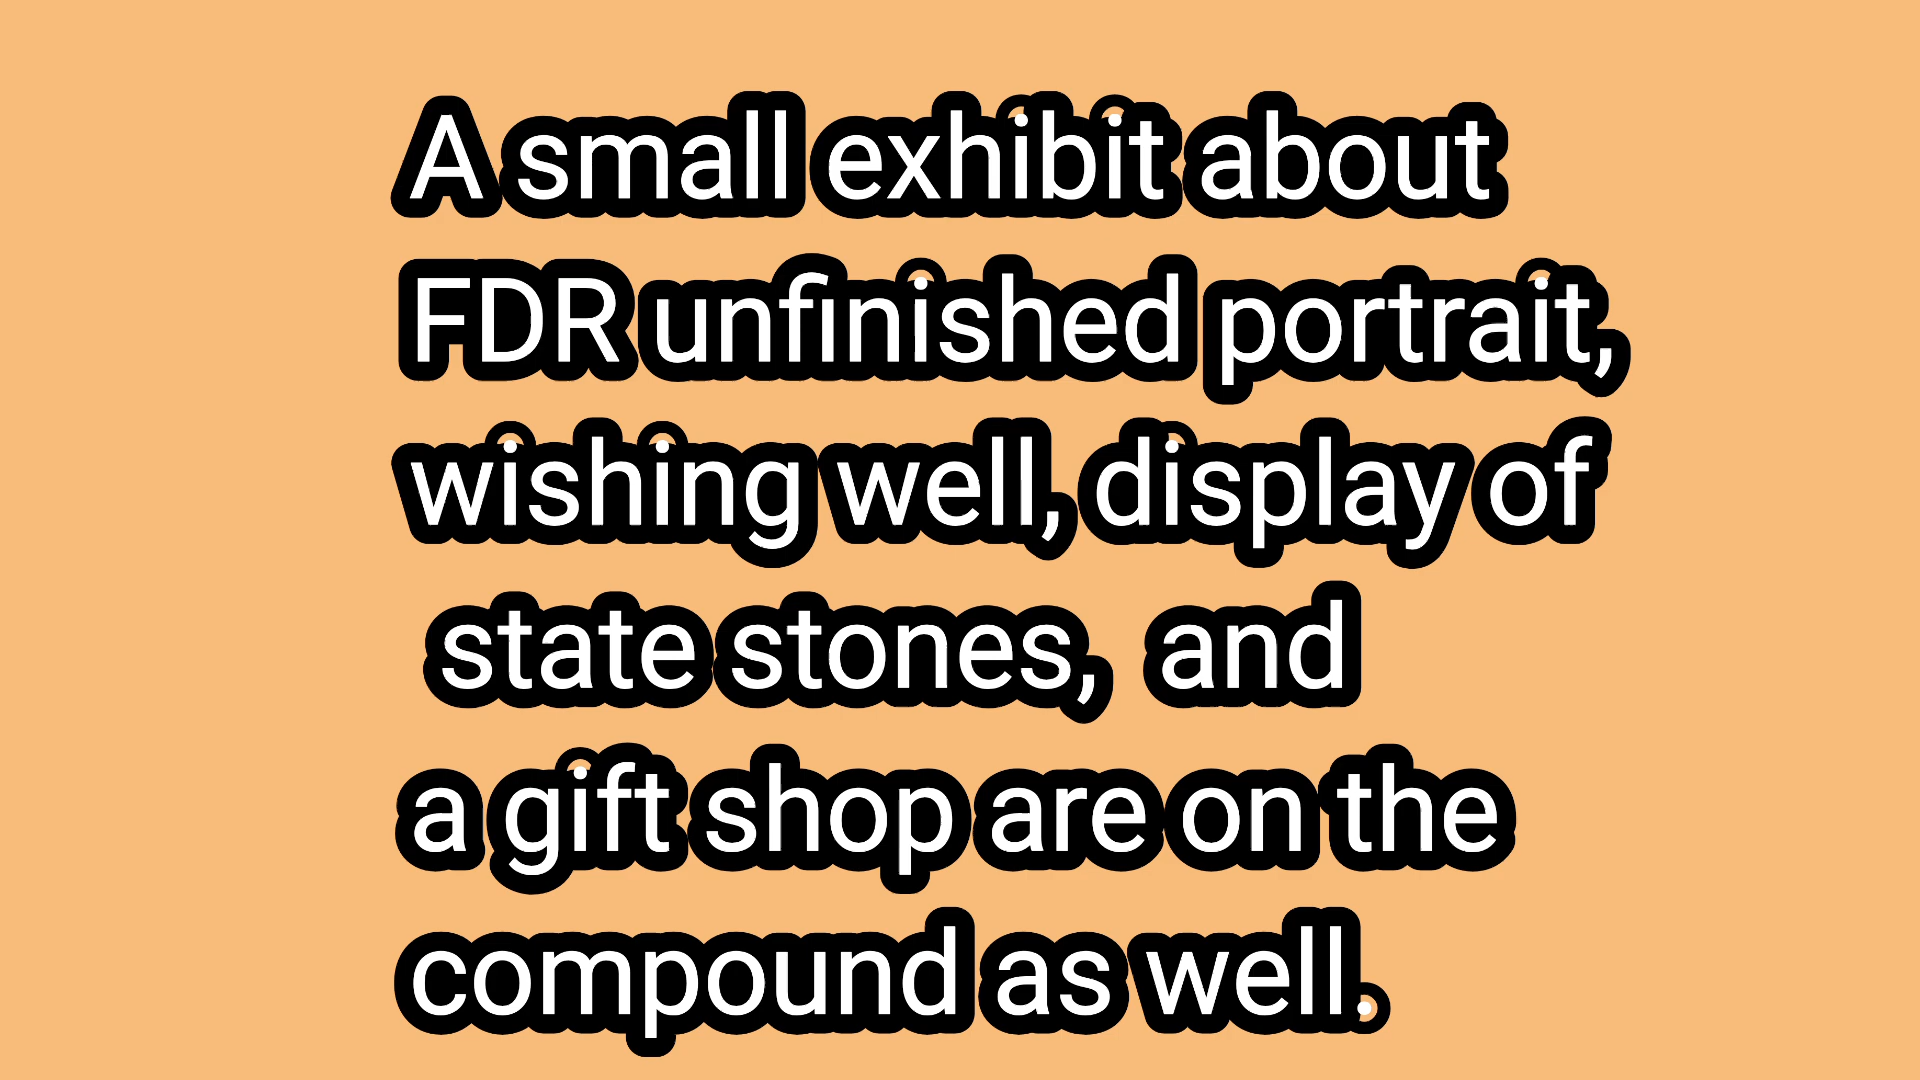 A small exhibit about
FDR unfinished portrait,
wishing well, display of
state stones, and
a gift shop are on the
compound as well.